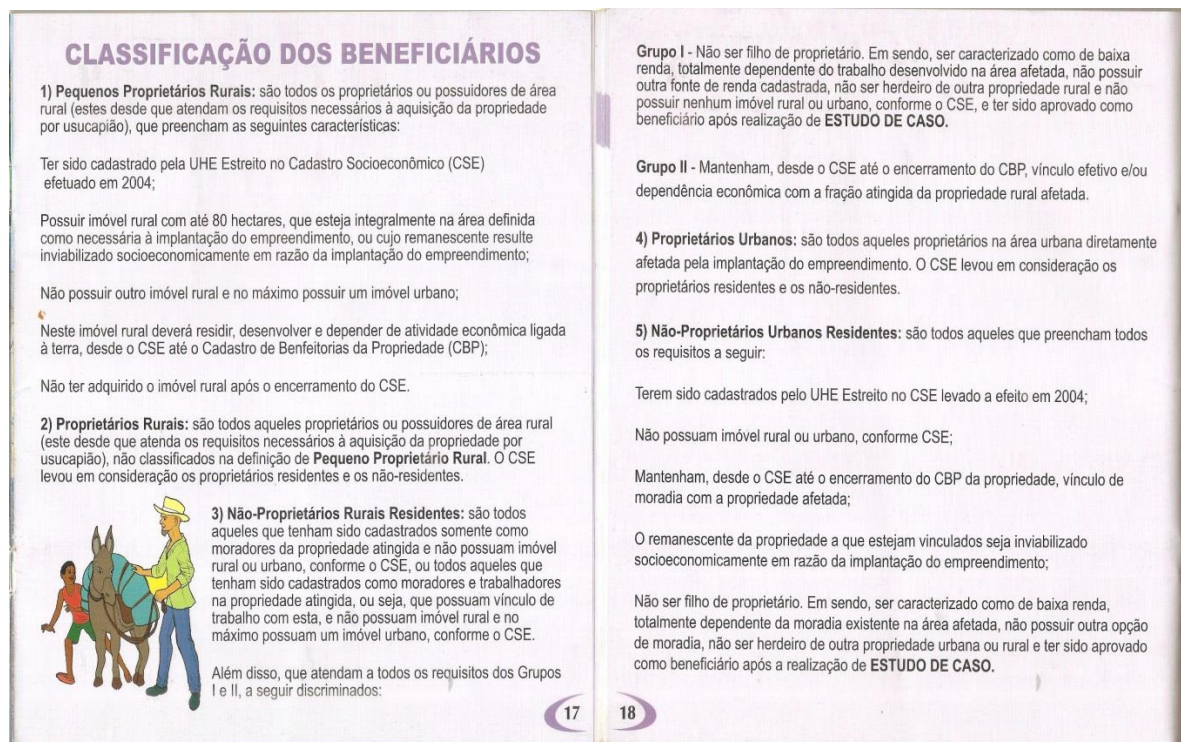 CLASSIFICAÇÃO DOS BENEFICIÁRIOS
1) Pequenos Proprietários Rurais: são todos os proprietários ou possuidores de área
rural (estes desde que atendam os requisitos necessários à aquisição da propriedade
por usucapião), que preencham as seguintes características:
Ter sido cadastrado pela UHE Estreito no Cadastro Socioeconômico (CSE)
efetuado em 2004;
Possuir imóvel rural com até 80 hectares, que esteja integralmente na área definida
como necessária à implantação do empreendimento, ou cujo remanescente resulte
inviabilizado socioeconomicamente em razão da implantação do empreendimento;
Não possuir outro imóvel rural e no máximo possuir um imóvel urbano;
Neste imóvel rural deverá residir, desenvolver e depender de atividade econômica ligada
à terra, desde o CSE até o Cadastro de Benfeitorias da Propriedade (CBP);
Não ter adquirido o imóvel rural após o encerramento do CSE.
2) Proprietários Rurais: são todos aqueles proprietários ou possuidores de área rural
(este desde que atenda os requisitos necessários à aquisição da propriedade por
usucapião), não classificados na definição de Pequeno Proprietário Rural. O CSE
levou em consideração os proprietários residentes e os não-residentes.
3) Não-Proprietários Rurais Residentes: são todos
aqueles que tenham sido cadastrados somente como
moradores da propriedade atingida e não possuam imóvel
rural ou urbano, conforme o CSE, ou todos aqueles que
tenham sido cadastrados como moradores e trabalhadores
na propriedade atingida, ou seja, que possuam vínculo de
trabalho com esta, e não possuam imóvel rural e no
máximo possuam um imóvel urbano, conforme o CSE.
Além disso, que atendam a todos os requisitos dos Grupos
I e II, a seguir discriminados:
17
Grupo I - Não ser filho de proprietário. Em sendo, ser caracterizado como de baixa
renda, totalmente dependente do trabalho desenvolvido na área afetada, não possuir
outra fonte de renda cadastrada, não ser herdeiro de outra propriedade rural e não
possuir nenhum imóvel rural ou urbano, conforme o CSE, e ter sido aprovado como
beneficiário após realização de ESTUDO DE CASO.
Grupo II - Mantenham, desde o CSE até o encerramento do CBP, vínculo efetivo e/ou
dependência econômica com a fração atingida da propriedade rural afetada.
4) Proprietários Urbanos: são todos aqueles proprietários na área urbana diretamente
afetada pela implantação do empreendimento. O CSE levou em consideração os
proprietários residentes e os não-residentes.
5) Não-Proprietários Urbanos Residentes: são todos aqueles que preencham todos
os requisitos a seguir:
Terem sido cadastrados pelo UHE Estreito no CSE levado a efeito em 2004;
Não possuam imóvel rural ou urbano, conforme CSE;
Mantenham, desde o CSE até o encerramento do CBP da propriedade, vínculo de
moradia com a propriedade afetada;
O remanescente da propriedade a que estejam vinculados seja inviabilizado
socioeconomicamente em razão da implantação do empreendimento;
Não ser filho de proprietário. Em sendo, ser caracterizado como de baixa renda,
totalmente dependente da moradia existente na área afetada, não possuir outra opção
de moradia, não ser herdeiro de outra propriedade urbana ou rural e ter sido aprovado
como beneficiário após a realização de ESTUDO DE CASO.
18